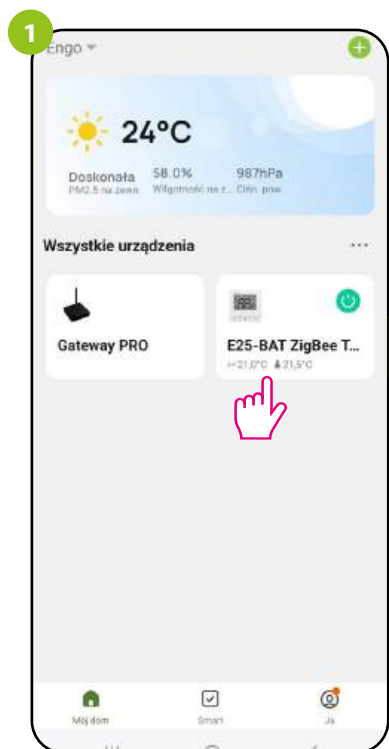 1
Engo
24°C
Doskonała 58.0% 987hPa
PM2.5 na zewn. Wilgotność na z... Ciśn. pow.
Wszystkie urządzenia ...
Gateway PRO E25-BAT ZigBee T...
21,0°C 21,5°C
Mój dom Smart Ja